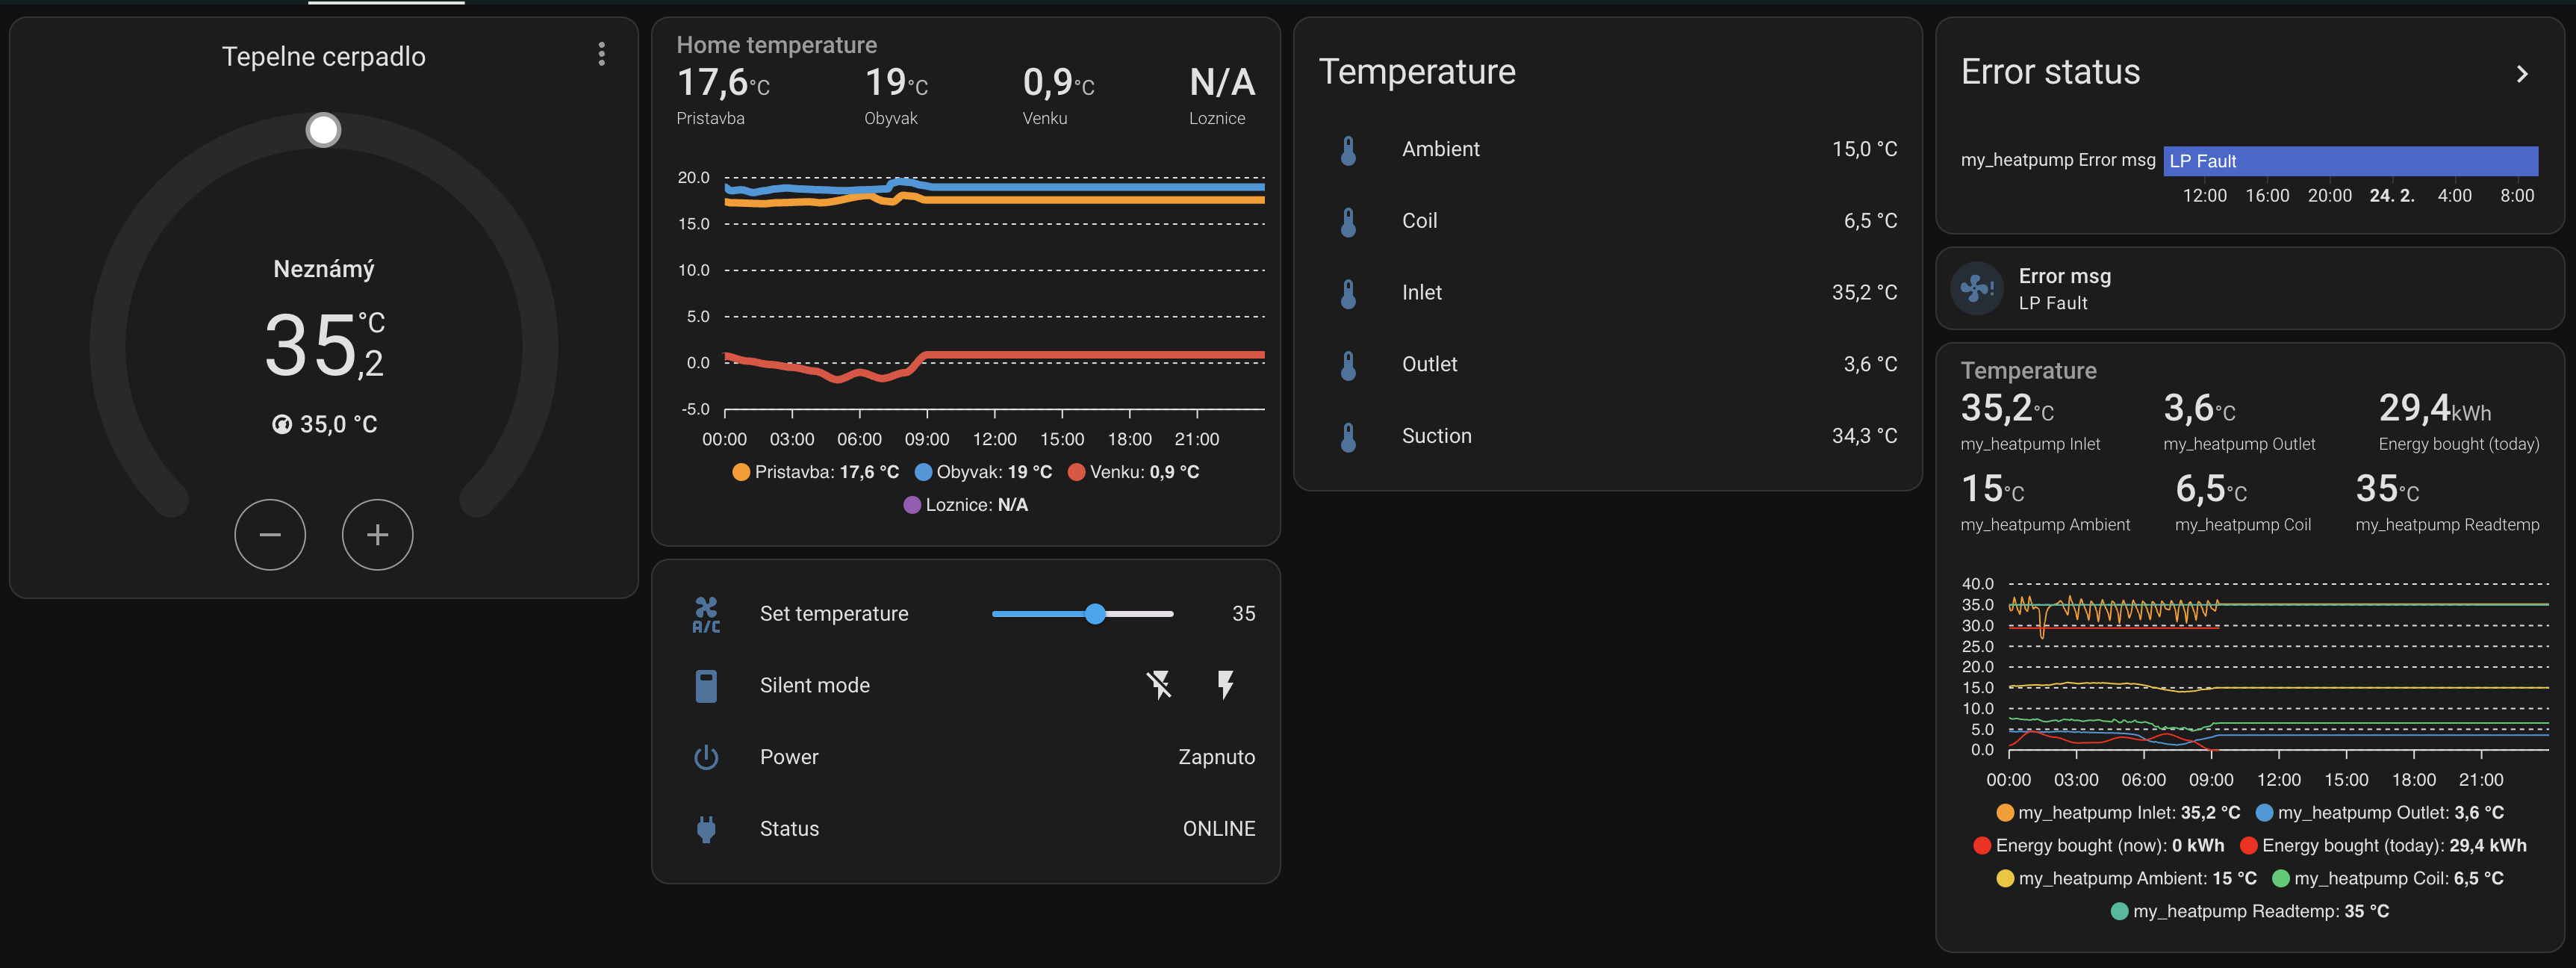 Tepelne cerpadlo
Neznámý
35,2 °C
35,0 °C
Home temperature
17,6°C 19°C 0,9°C N/A
Pristavba Obyvak Venku Loznice
20.0
15.0
10.0
5.0
0.0
-5.0
00:00 03:00 06:00 09:00 12:00 15:00 18:00 21:00
Pristavba: 17,6 °C Obyvak: 19 °C Venku: 0,9 °C
Loznice: N/A
A/C Set temperature 35
Silent mode
Power Zapnuto
Status ONLINE
Temperature
Ambient 15,0 °C
Coil 6,5 °C
Inlet 35,2 °C
Outlet 3,6 °C
Suction 34,3 °C
Error status
my_heatpump Error msg LP Fault
12:00 16:00 20:00 24. 2. 4:00 8:00
Error msg
LP Fault
Temperature
35,2°C 3,6°C 29,4kWh
my_heatpump Inlet my_heatpump Outlet Energy bought (today)
15°C 6,5°C 35°C
my_heatpump Ambient my_heatpump Coil my_heatpump Readtemp
40.0
35.0
30.0
25.0
20.0
15.0
10.0
5.0
0.0
00:00 03:00 06:00 09:00 12:00 15:00 18:00 21:00
my_heatpump Inlet: 35,2 °C my_heatpump Outlet: 3,6 °C
Energy bought (now): 0 kWh Energy bought (today): 29,4 kWh
my_heatpump Ambient: 15 °C my_heatpump Coil: 6,5 °C
my_heatpump Readtemp: 35 °C